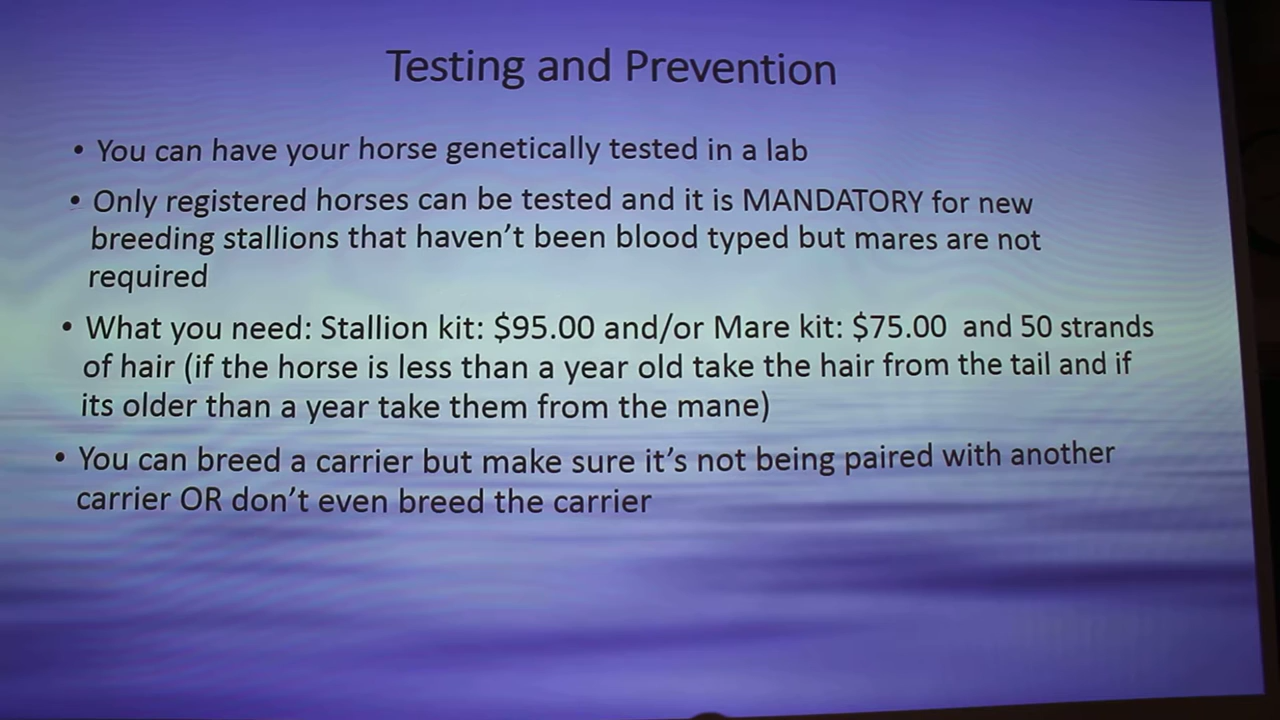 Testing and Prevention
• You can have your horse genetically tested in a lab
• Only registered horses can be tested and it is MANDATORY for new
breeding stallions that haven't been blood typed but mares are not
required
• What you need: Stallion kit: $95.00 and/or Mare kit: $75.00 and 50 strands
of hair (if the horse is less than a year old take the hair from the tail and if
its older than a year take them from the mane)
• You can breed a carrier but make sure it's not being paired with another
carrier OR don't even breed the carrier